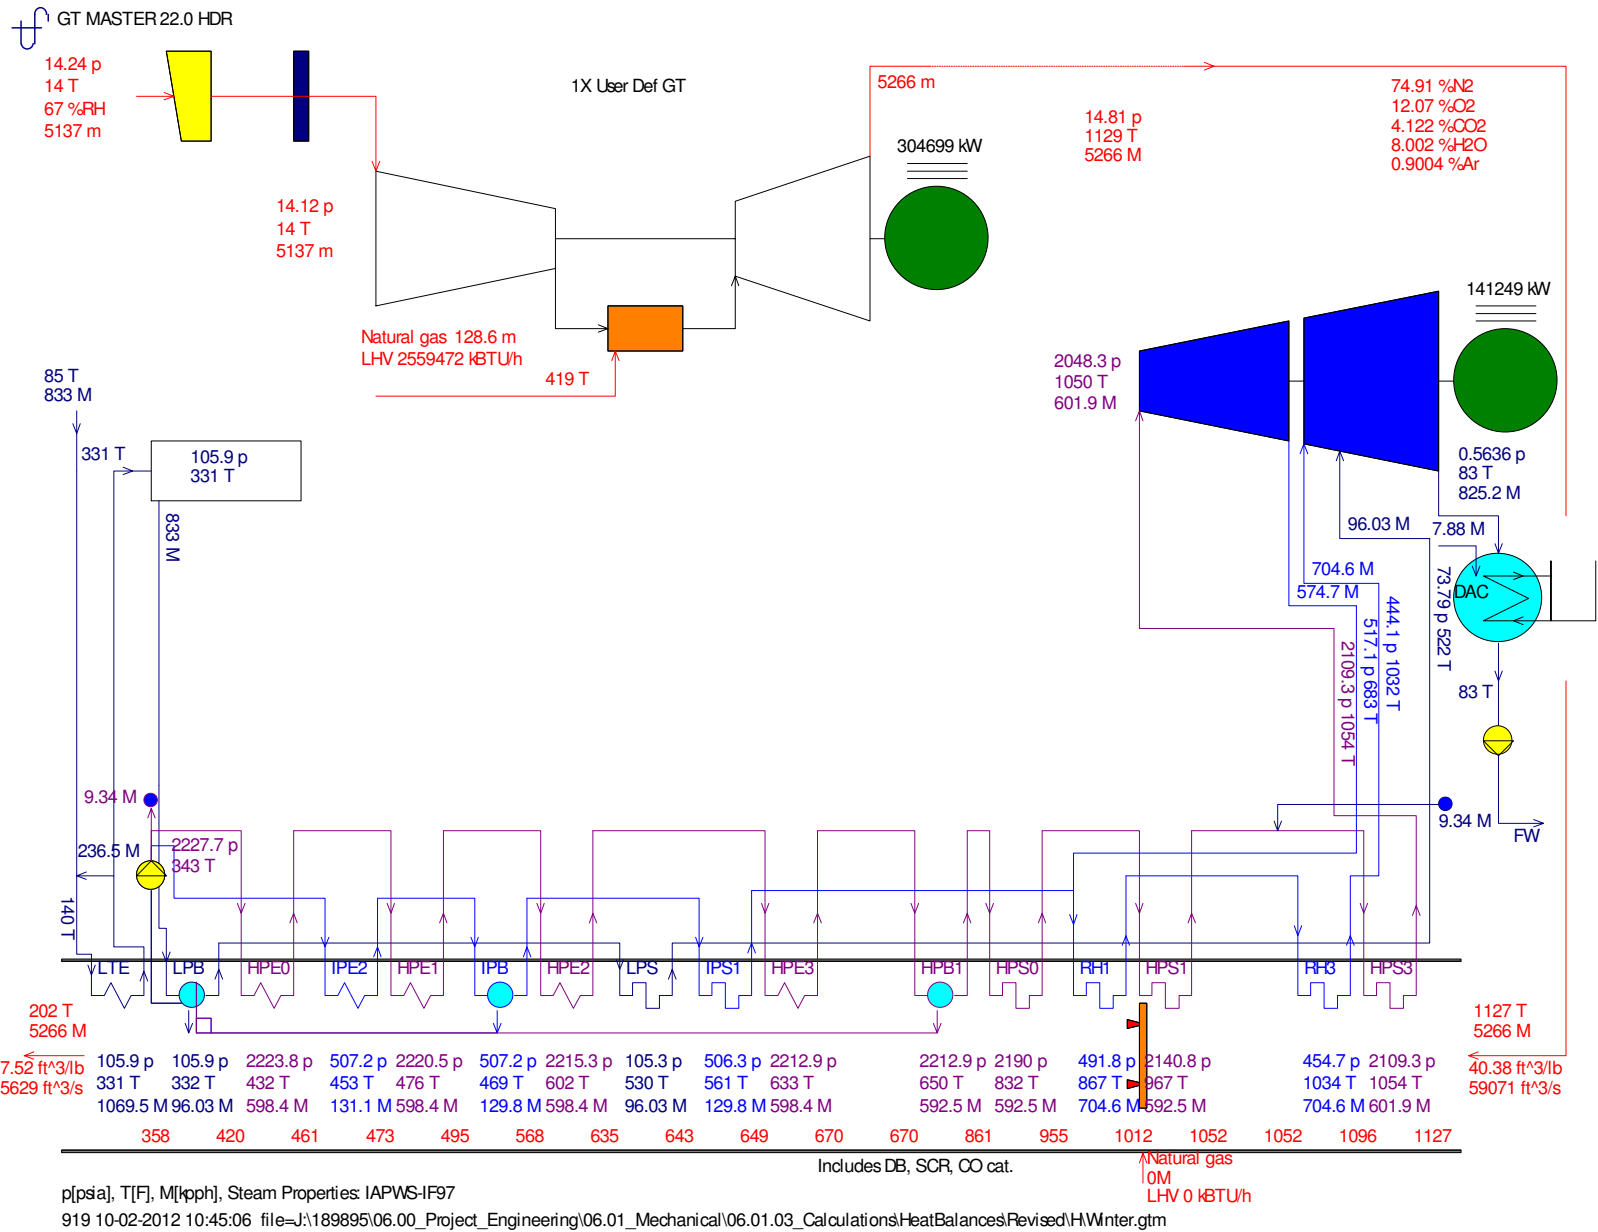 GT MASTER 22.0 HDR
14.24 p
14 T
67 %RH
5137 m
1X User Def GT
5266 m
14.81 p
1129 T
5266 M
74.91 %N2
12.07 %O2
4.122 %CO2
8.002 %H2O
0.9004 %Ar
304699 kW
14.12 p
14 T
5137 m
Natural gas 128.6 m
LHV 2559472 kBTU/h
419 T
141249 kW
2048.3 p
1050 T
601.9 M
85 T
833 M
331 T
105.9 p
331 T
833 M
0.5636 p
83 T
825.2 M
96.03 M
7.88 M
704.6 M
574.7 M
DAC
73.79 p 522 T
444.1 p 1032 T
517.1 p 683 T
2109.3 p 1054 T
83 T
9.34 M
FW
9.34 M
236.5 M
2227.7 p
343 T
140 T
LTE LPB HPE0 IPE2 HPE1 IPB HPE2 LPS IPS1 HPE3 HPB1 HPS0 RH1 HPS1 RH3 HPS3
202 T
5266 M
1127 T
5266 M
7.52 ft^3/lb
5629 ft^3/s
40.38 ft^3/lb
59071 ft^3/s
105.9 p 105.9 p 2223.8 p 507.2 p 2220.5 p 507.2 p 2215.3 p 105.3 p 506.3 p 2212.9 p 2212.9 p 2190 p 491.8 p 2140.8 p 454.7 p 2109.3 p
331 T 332 T 432 T 453 T 476 T 469 T 602 T 530 T 561 T 633 T 650 T 832 T 867 T 967 T 1034 T 1054 T
1069.5 M 96.03 M 598.4 M 131.1 M 598.4 M 129.8 M 598.4 M 96.03 M 129.8 M 598.4 M 592.5 M 592.5 M 704.6 M 592.5 M 704.6 M 601.9 M
358 420 461 473 495 568 635 643 649 670 670 861 955 1012 1052 1052 1096 1127
Includes DB, SCR, CO cat.
Natural gas
0M
LHV 0 kBTU/h
p[psia], T[F], M[kpph], Steam Properties: IAPWS-IF97
919 10-02-2012 10:45:06 file=J:\189895\06.00_Project_Engineering\06.01_Mechanical\06.01.03_Calculations\HeatBalances\Revised\H\Winter.gtm